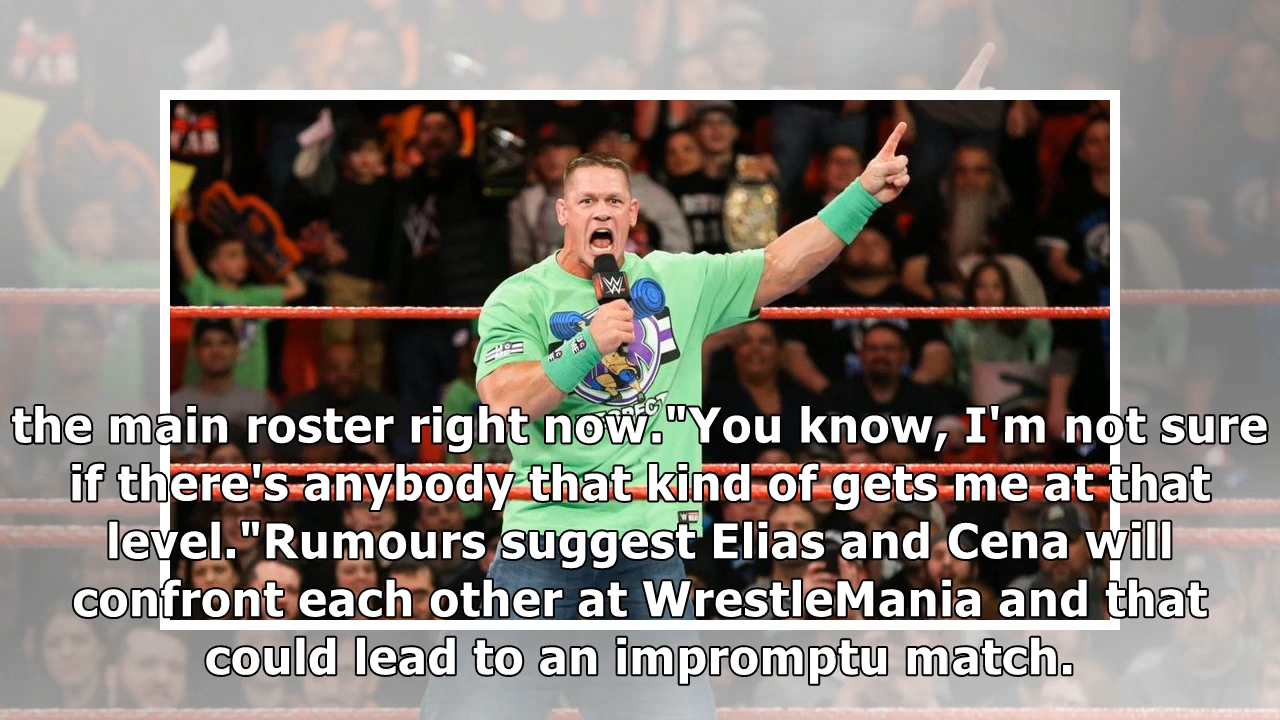 the main roster right now."You know, I'm not sure
if there's anybody that kind of gets me at that
level."Rumours suggest Elias and Cena will
confront each other at WrestleMania and that
could lead to an impromptu match.